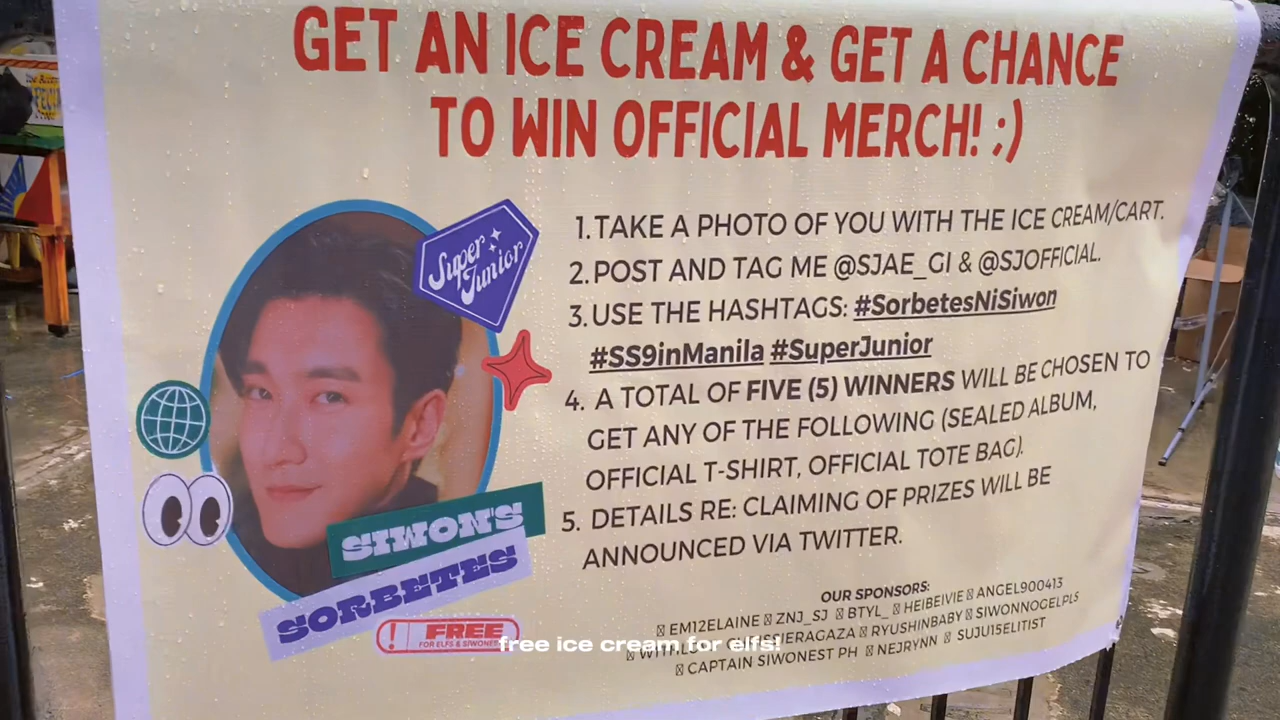 GET AN ICE CREAM & GET A CHANCE
TO WIN OFFICIAL MERCH! :)
Super
Junior
1. TAKE A PHOTO OF YOU WITH THE ICE CREAM/CART.
2. POST AND TAG ME @SJAE_GI & @SJOFFICIAL.
3. USE THE HASHTAGS: #SorbetesNiSiwon
#SS9inManila #SuperJunior
4. A TOTAL OF FIVE (5) WINNERS WILL BE CHOSEN TO
GET ANY OF THE FOLLOWING (SEALED ALBUM,
OFFICIAL T-SHIRT, OFFICIAL TOTE BAG).
5. DETAILS RE: CLAIMING OF PRIZES WILL BE
ANNOUNCED VIA TWITTER.
SIWON'S
SORBETES
! FREE
FOR ELFS & SIWONER
OUR SPONSORS:
EM12ELAINE ZNJ_SJ BTYL_ HEIBEIVIE ANGEL900413
RYUSHINBABY SIWONNOGELPLS
CAPTAIN SIWONEST PH NEJRYNN SUJU15ELITIST
free ice cream for elfs!